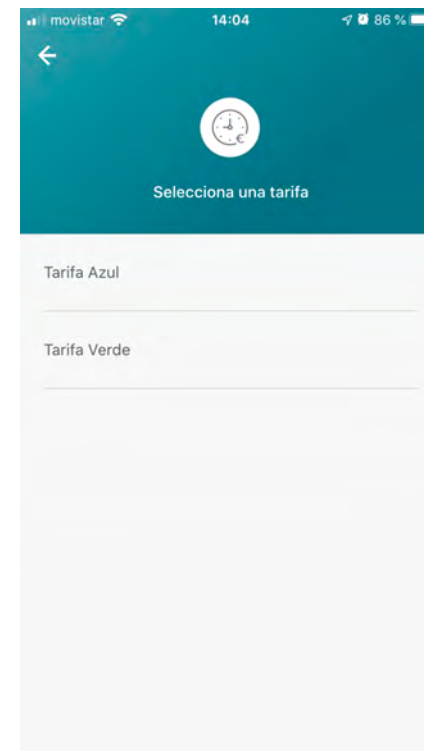 movistar 14:04 86 %
€
Selecciona una tarifa
Tarifa Azul
Tarifa Verde